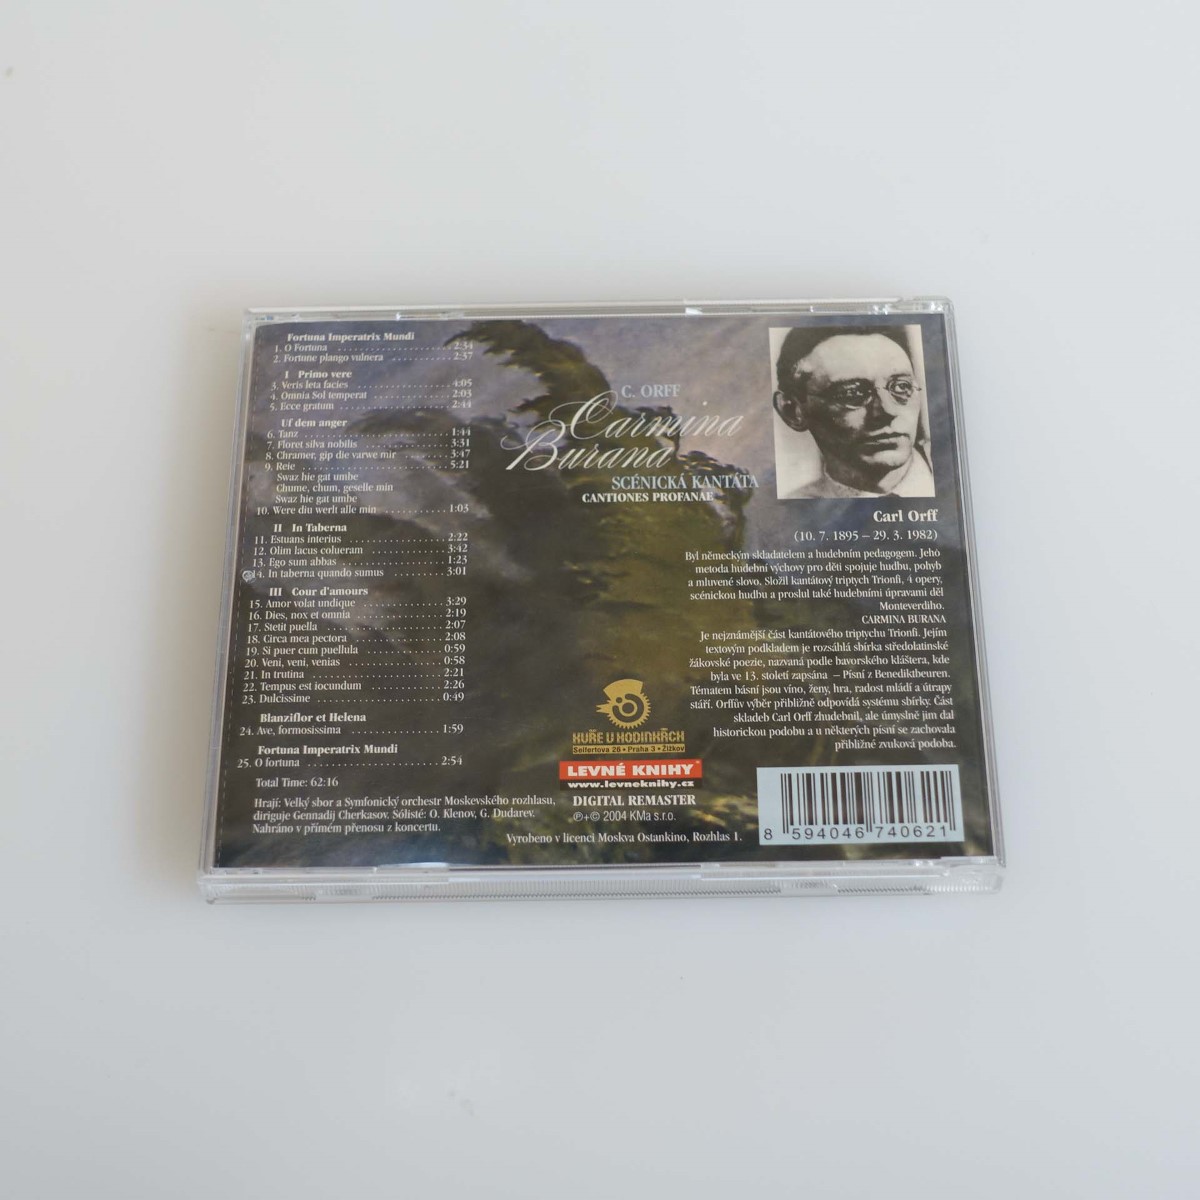 Fortuna Imperatrix Mundi
1. O Fortuna .................... 2:34
2. Fortune plango vulnera ........... 2:37
I Primo vere
3. Veris leta facies .................. 4:05
4. Omnia Sol temperat .............. 2:03
5. Ecce gratum .................... 2:44
Uf dem anger
6. Tanz .......................... 1:44
7. Floret silva nobilis ............... 3:31
8. Chramer, gip die varwe mir ........ 3:47
9. Reie .......................... 5:21
Swaz hie gat umbe
Chume, chum, geselle min
Swaz hie gat umbe
10. Were diu werlt alle min ........... 1:03
II In Taberna
11. Estuans interius ................. 2:22
12. Olim lacus colueram ............. 3:42
13. Ego sum abbas ................. 1:23
14. In taberna quando sumus ......... 3:01
III Cour d'amours
15. Amor volat undique .............. 3:29
16. Dies, nox et omnia ............... 2:19
17. Stetit puella .................... 2:07
18. Circa mea pectora ............... 2:08
19. Si puer cum puellula ............. 0:59
20. Veni, veni, venias ................ 0:58
21. In trutina ...................... 2:21
22. Tempus est iocundum ............ 2:26
23. Dulcissime ..................... 0:49
Blanziflor et Helena
24. Ave, formosissima ............... 1:59
Fortuna Imperatrix Mundi
25. O fortuna ...................... 2:54
Total Time: 62:16
Hrají: Velký sbor a Symfonický orchestr Moskevského rozhlasu,
diriguje Gennadij Cherkasov. Sólisté: O. Klenov, G. Dudarev.
Nahráno v přímém přenosu z koncertu.
C. ORFF
Carmina
Burana
SCÉNICKÁ KANTÁTA
CANTIONES PROFANAE
KUŘE V HODINKÁCH
Seifertova 26 • Praha 3 • Žižkov
LEVNÉ KNIHY
www.levneknihy.cz
DIGITAL REMASTER
℗+© 2004 KMa s.r.o.
Vyrobeno v licenci Moskva Ostankino, Rozhlas 1.
Carl Orff
(10. 7. 1895 – 29. 3. 1982)
Byl německým skladatelem a hudebním pedagogem. Jeho
metoda hudební výchovy pro děti spojuje hudbu, pohyb
a mluvené slovo. Složil kantátový triptych Trionfi, 4 opery,
scénickou hudbu a proslul také hudebními úpravami děl
Monteverdiho.
CARMINA BURANA
Je nejznámější část kantátového triptychu Trionfi. Jejím
textovým podkladem je rozsáhlá sbírka středolatinské
žákovské poezie, nazvaná podle bavorského kláštera, kde
byla ve 13. století zapsána – Písní z Benediktbeuren.
Tématem básní jsou víno, ženy, hra, radost mládí a útrapy
stáří. Orffův výběr přibližně odpovídá systému sbírky. Část
skladeb Carl Orff zhudebnil, ale úmyslně jim dal
historickou podobu a u některých písní se zachovala
přibližně zvuková podoba.
8 594046 740621